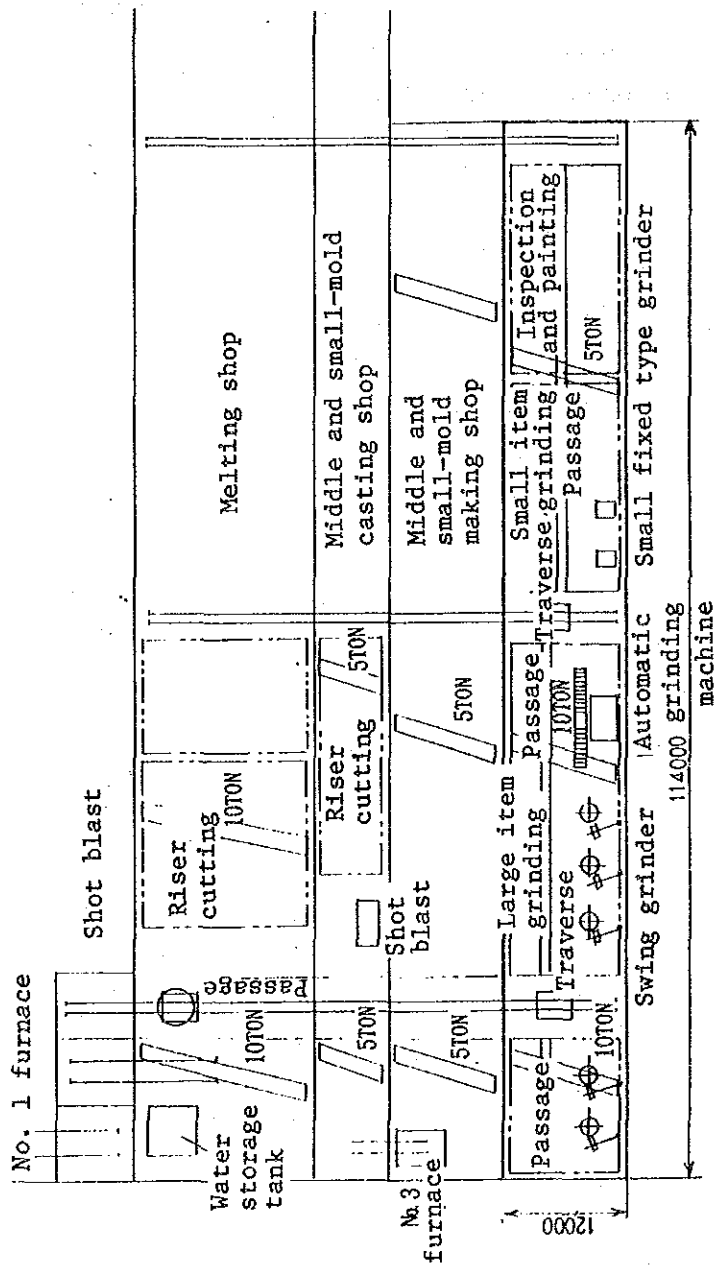 No. 1 furnace
Shot blast
Water
storage
tank
10TON
Passage
Riser
cutting
10TON
Melting shop
5TON
Shot
blast
Riser
cutting
5TON
Middle and small-mold
casting shop
№3
furnace
5TON
5TON
Middle and
small-mold
making shop
Passage
10TON
Traverse
Large item
grinding
Passage
10TON
Traverse
Small item
grinding
Passage
Inspection
and painting
5TON
12000
Swing grinder
Automatic
grinding
machine
Small fixed type grinder
114000